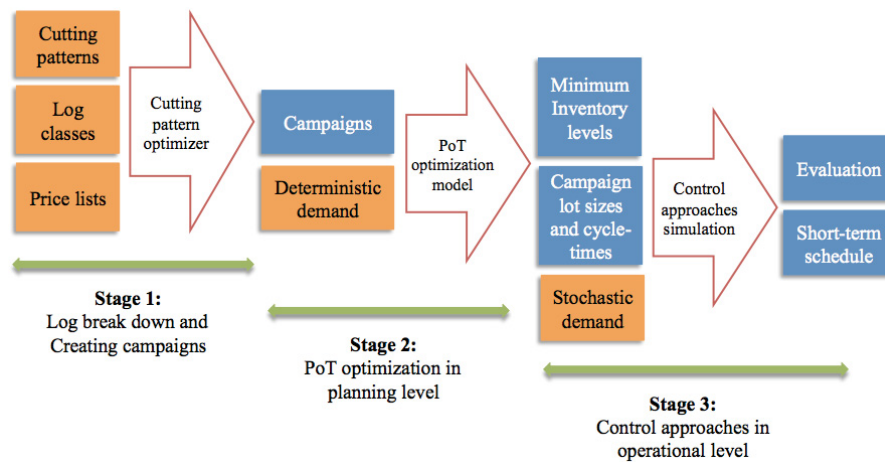 Cutting
patterns
Log
classes
Price lists
Cutting
pattern
optimizer
Campaigns
Deterministic
demand
PoT
optimization
model
Minimum
Inventory
levels
Campaign
lot sizes
and cycle-
times
Stochastic
demand
Control
approaches
simulation
Evaluation
Short-term
schedule
Stage 1:
Log break down and
Creating campaigns
Stage 2:
PoT optimization in
planning level
Stage 3:
Control approaches in
operational level